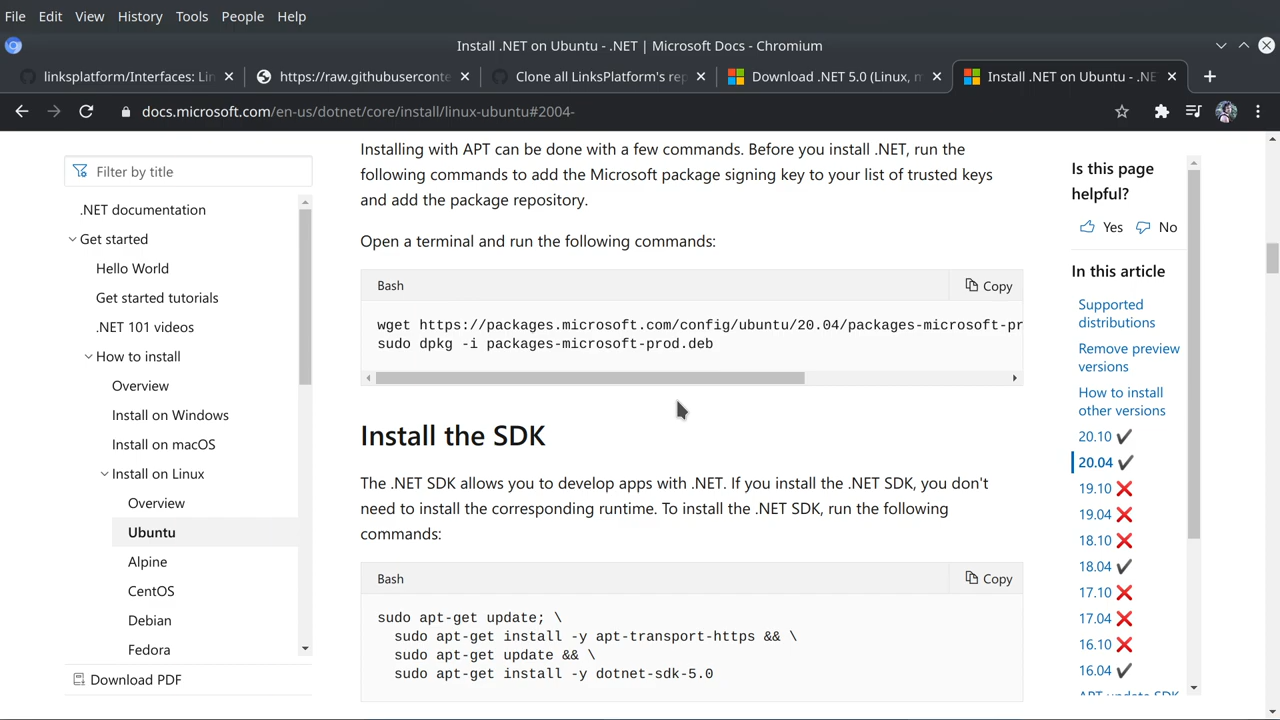 File Edit View History Tools People Help
Install .NET on Ubuntu - .NET | Microsoft Docs - Chromium
linksplatform/Interfaces: Lin
https://raw.githubusercontent
Clone all LinksPlatform's rep
Download .NET 5.0 (Linux, m
Install .NET on Ubuntu - .NE
docs.microsoft.com/en-us/dotnet/core/install/linux-ubuntu#2004-
Filter by title
.NET documentation
Get started
Hello World
Get started tutorials
.NET 101 videos
How to install
Overview
Install on Windows
Install on macOS
Install on Linux
Overview
Ubuntu
Alpine
CentOS
Debian
Fedora
Download PDF
Installing with APT can be done with a few commands. Before you install .NET, run the
following commands to add the Microsoft package signing key to your list of trusted keys
and add the package repository.
Open a terminal and run the following commands:
Bash
Copy
wget https://packages.microsoft.com/config/ubuntu/20.04/packages-microsoft-pr
sudo dpkg -i packages-microsoft-prod.deb
Install the SDK
The .NET SDK allows you to develop apps with .NET. If you install the .NET SDK, you don't
need to install the corresponding runtime. To install the .NET SDK, run the following
commands:
Bash
Copy
sudo apt-get update; \
sudo apt-get install -y apt-transport-https && \
sudo apt-get update && \
sudo apt-get install -y dotnet-sdk-5.0
Is this page
helpful?
Yes No
In this article
Supported
distributions
Remove preview
versions
How to install
other versions
20.10 ✔
20.04 ✔
19.10 ❌
19.04 ❌
18.10 ❌
18.04 ✔
17.10 ❌
17.04 ❌
16.10 ❌
16.04 ✔
APT update SDK